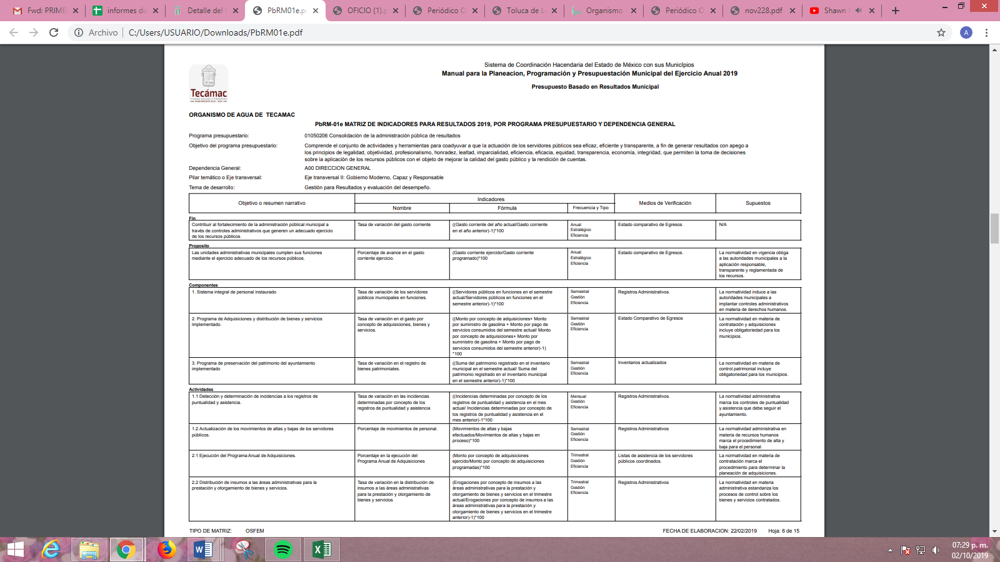 Fwd: PRIME
informes di
Detalle del S
PbRM01e.p
OFICIO (1).p
Periódico O
Toluca de L
Organismo
Periódico O
nov228.pdf
Shawn
Archivo
C:/Users/USUARIO/Downloads/PbRM01e.pdf
A
Sistema de Coordinación Hacendaria del Estado de México con sus MunicIpios
Manual para la Planeacion, Programación y Presupuestación Municipal del Ejercicio Anual 2019
Presupuesto Basado en Resultados Municipal
Tecámac
ORGANISMO DE AGUA DE TECAMAC
PbRM-01e MATRIZ DE INDICADORES PARA RESULTADOS 2019, POR PROGRAMA PRESUPUESTARIO Y DEPENDENCIA GENERAL
Programa presupuestario: 01050206 Consolidación de la administración pública de resultados
Objetivo del programa presupuestario: Comprende el conjunto de actividades y herramientas para coadyuvar a que la actuación de los servidores públicos sea eficaz, eficiente y transparente, a fin de generar resultados con apego a
los principios de legalidad, objetividad, profesionalismo, honradez, lealtad, imparcialidad, eficiencia, eficacia, equidad, transparencia, economía, integridad, que permiten la toma de decisiones
sobre la aplicación de los recursos públicos con el objeto de mejorar la calidad del gasto público y la rendición de cuentas.
Dependencia General: A00 DIRECCION GENERAL
Pilar temático o Eje transversal: Eje transversal II: Gobierno Moderno, Capaz y Responsable
Tema de desarrollo: Gestión para Resultados y evaluación del desempeño.
Objetivo o resumen narrativo
Indicadores
Nombre
Fórmula
Frecuencia y Tipo
Medios de Verificación
Supuestos
Fin
Contribuir al fortalecimiento de la administración públical municipal a
través de controles administrativos que generen un adecuado ejercicio
de los recursos públicos.
Tasa de variación del gasto corriente
((Gasto corriente del año actual/Gasto corriente
en el año anterior)-1)*100
Anual
Estratégico
Eficiencia
Estado comparativo de Egresos.
N/A
Proposito
Las unidades administrativas municipales cumplen sus funciones
mediante el ejercicio adecuado de los recursos públicos.
Porcentaje de avance en el gasto
corriente ejercicio.
(Gasto corriente ejercido/Gasto corriente
programado)*100
Anual
Estratégico
Eficiencia
Estado comparativo de Egresos.
La normatividad en vigencia obliga
a las autoridades municipales a la
aplicación responsable,
transparente y reglamentada de
los recursos.
Componentes
1. Sistema integral de personal instaurado
Tasa de variación de los servidores
públicos municipales en funciones.
((Servidores públicos en funciones en el semestre
actual/Servidores públicos en funciones en el
semestre anterior)-1)*100
Semestral
Gestión
Eficiencia
Registros Administrativos.
La normatividad induce a las
autoridades municipales a
implantar controles administrativos
en materia de derechos humanos.
2. Programa de Adquisiciones y distribución de bienes y servicios
implementado.
Tasa de variación en el gasto por
concepto de adquisiciones, bienes y
servicios.
((Monto por concepto de adquisiciones+ Monto
por suministro de gasolina + Monto por pago de
servicios consumidos del semestre actual/ Monto
por concepto de adquisiciones+ Monto por
suministro de gasolina + Monto por pago de
servicios consumidos del semestre anterior)-1)
*100
Semestral
Gestión
Eficiencia
Estado Comparativo de Egresos
La normatividad en materia de
contratación y adquisiciones
incluye obligatoriedad para los
municipios.
3. Programa de preservación del patrimonio del ayuntamiento
implementado
Tasa de variación en el registro de
bienes patrimoniales.
((Suma del patrimonio registrado en el inventario
municipal en el semestre actual/ Suma del
patrimonio registrado en el inventario municipal
en el semestre anterior)-1)*100
Semestral
Gestión
Eficiencia
Inventarios actualizados
La normatividad en materia de
control patrimonial incluye
obligatoriedad para los municipios.
Actividades
1.1 Detección y determinación de incidencias a los registros de
puntualidad y asistencia.
Tasa de variación en las incidencias
determinadas por concepto de los
registros de puntualidad y asistencia
((Incidencias determinadas por concepto de los
registros de puntualidad y asistencia en el mes
actual/ Incidencias determinadas por concepto de
los registros de puntualidad y asistencia en el
mes anterior)-1*100
Mensual
Gestión
Eficiencia
Registros Administrativos.
La normatividad administrativa
marca los controles de puntualidad
y asistencia que debe seguir el
ayuntamiento.
1.2 Actualización de los movimientos de altas y bajas de los servidores
públicos.
Porcentaje de movimientos de personal.
(Movimientos de altas y bajas
efectuados/Movimientos de altas y bajas en
proceso)*100
Semestral
Gestión
Eficiencia
Registros Administrativos
La normatividad administrativa en
materia de recursos humanos
marca el procedimiento de alta y
baja para el personal.
2.1 Ejecución del Programa Anual de Adquisiciones.
Porcentaje en la ejecución del
Programa Anual de Adquisiciones
(Monto por concepto de adquisiciones
ejercido/Monto por concepto de adquisiciones
programadas)*100
Trimestral
Gestión
Eficiencia
Listas de asistencia de los servidores
públicos coordinados.
La normatividad en materia de
contratación marca el
procedimiento para determinar la
planeación de adquisiciones.
2.2 Distribución de insumos a las áreas administrativas para la
prestación y otorgamiento de bienes y servicios.
Tasa de variación en la distribución de
insumos a las áreas administrativas
para la prestación y otorgamiento de
bienes y servicios
(Erogaciones por concepto de insumos a las
áreas administrativas para la prestación y
otorgamiento de bienes y servicios en el trimestre
actual/Erogaciones por concepto de insumos a las
áreas administrativas para la prestación y
otorgamiento de bienes y servicios en el trimestre
anterior)-1)*100
Trimestral
Gestión
Eficiencia
Registros Administrativos
La normatividad en materia
administrativa estandariza los
procesos de control sobre los
bienes y servicios contratados.
TIPO DE MATRIZ: OSFEM
FECHA DE ELABORACION: 22/02/2019 Hoja: 6 de 15
07:29 p. m.
02/10/2019